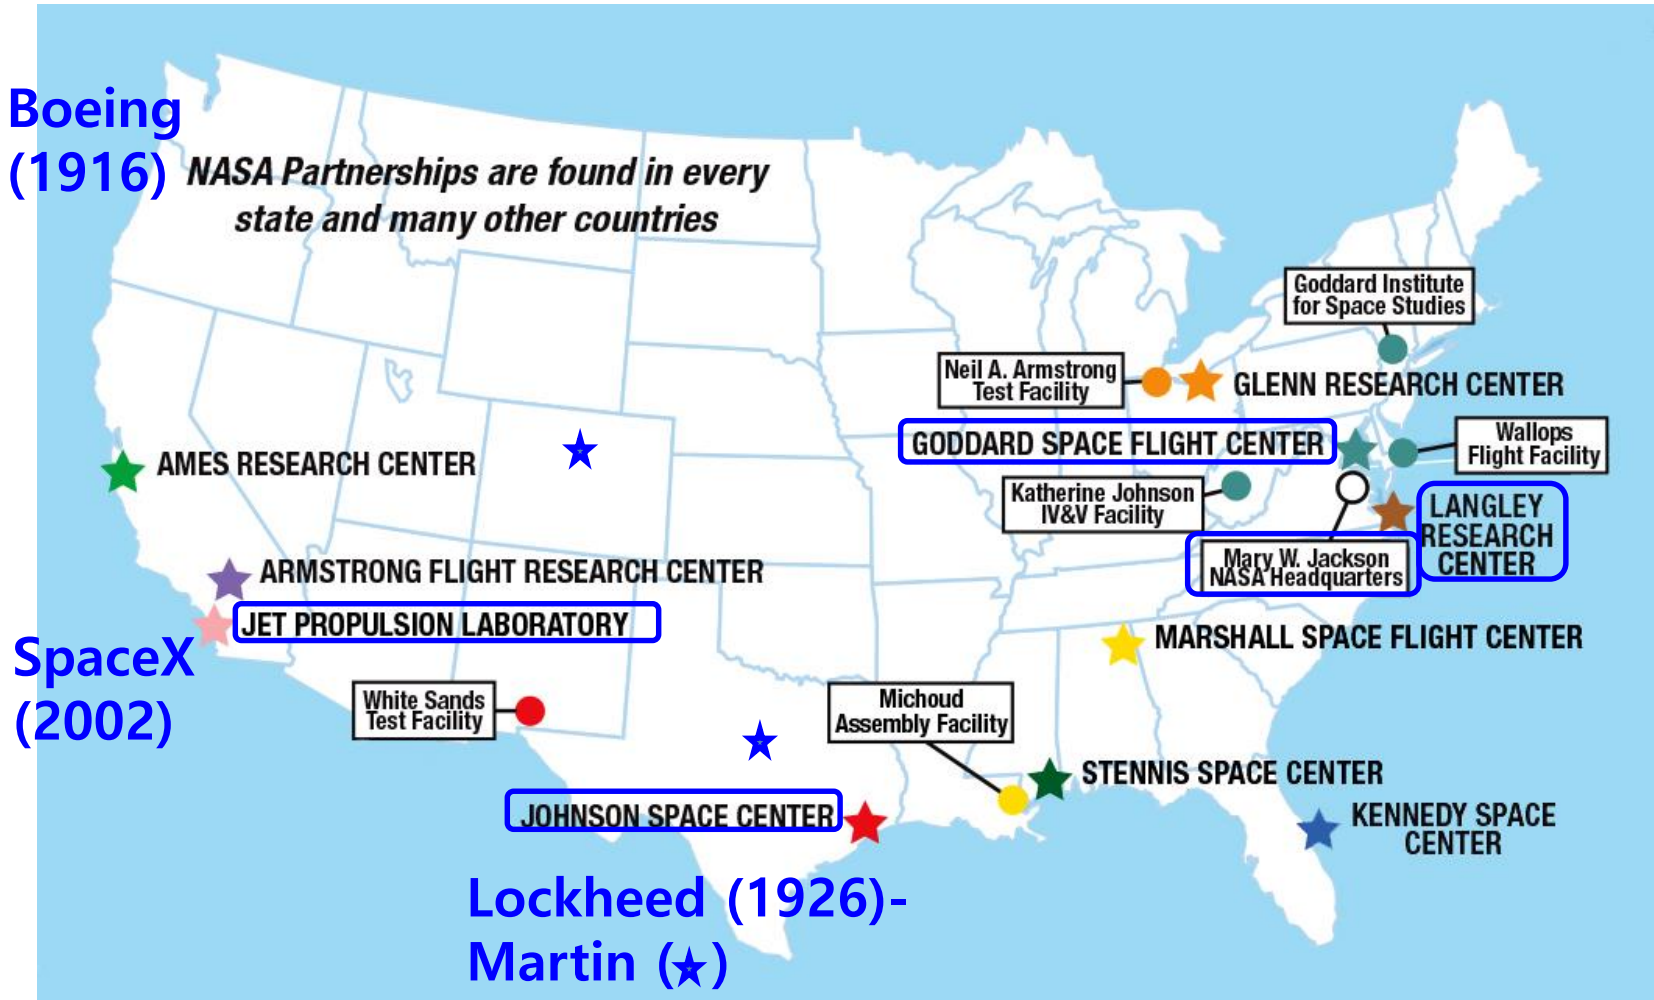 Boeing
(1916)
NASA Partnerships are found in every
state and many other countries
Goddard Institute
for Space Studies
Neil A. Armstrong
Test Facility
GLENN RESEARCH CENTER
GODDARD SPACE FLIGHT CENTER
Wallops
Flight Facility
AMES RESEARCH CENTER
Katherine Johnson
IV&V Facility
LANGLEY
RESEARCH
CENTER
Mary W. Jackson
NASA Headquarters
ARMSTRONG FLIGHT RESEARCH CENTER
JET PROPULSION LABORATORY
SpaceX
(2002)
MARSHALL SPACE FLIGHT CENTER
White Sands
Test Facility
Michoud
Assembly Facility
STENNIS SPACE CENTER
JOHNSON SPACE CENTER
KENNEDY SPACE
CENTER
Lockheed (1926)-
Martin (☆)